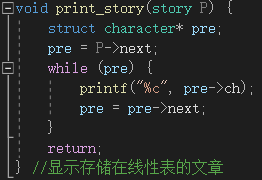 void print_story(story P) {
struct character* pre;
pre = P->next;
while (pre) {
printf("%c", pre->ch);
pre = pre->next;
}
return;
} //显示存储在线性表的文章